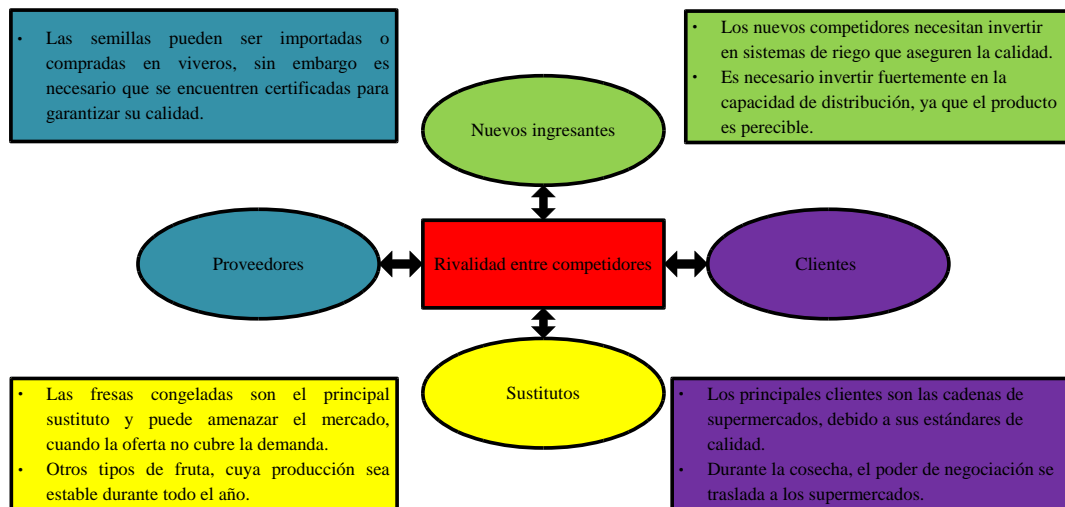 • Las semillas pueden ser importadas o
compradas en viveros, sin embargo es
necesario que se encuentren certificadas para
garantizar su calidad.
Nuevos ingresantes
• Los nuevos competidores necesitan invertir
en sistemas de riego que aseguren la calidad.
• Es necesario invertir fuertemente en la
capacidad de distribución, ya que el producto
es perecible.
Proveedores
Rivalidad entre competidores
Clientes
• Las fresas congeladas son el principal
sustituto y puede amenazar el mercado,
cuando la oferta no cubre la demanda.
• Otros tipos de fruta, cuya producción sea
estable durante todo el año.
Sustitutos
• Los principales clientes son las cadenas de
supermercados, debido a sus estándares de
calidad.
• Durante la cosecha, el poder de negociación se
traslada a los supermercados.